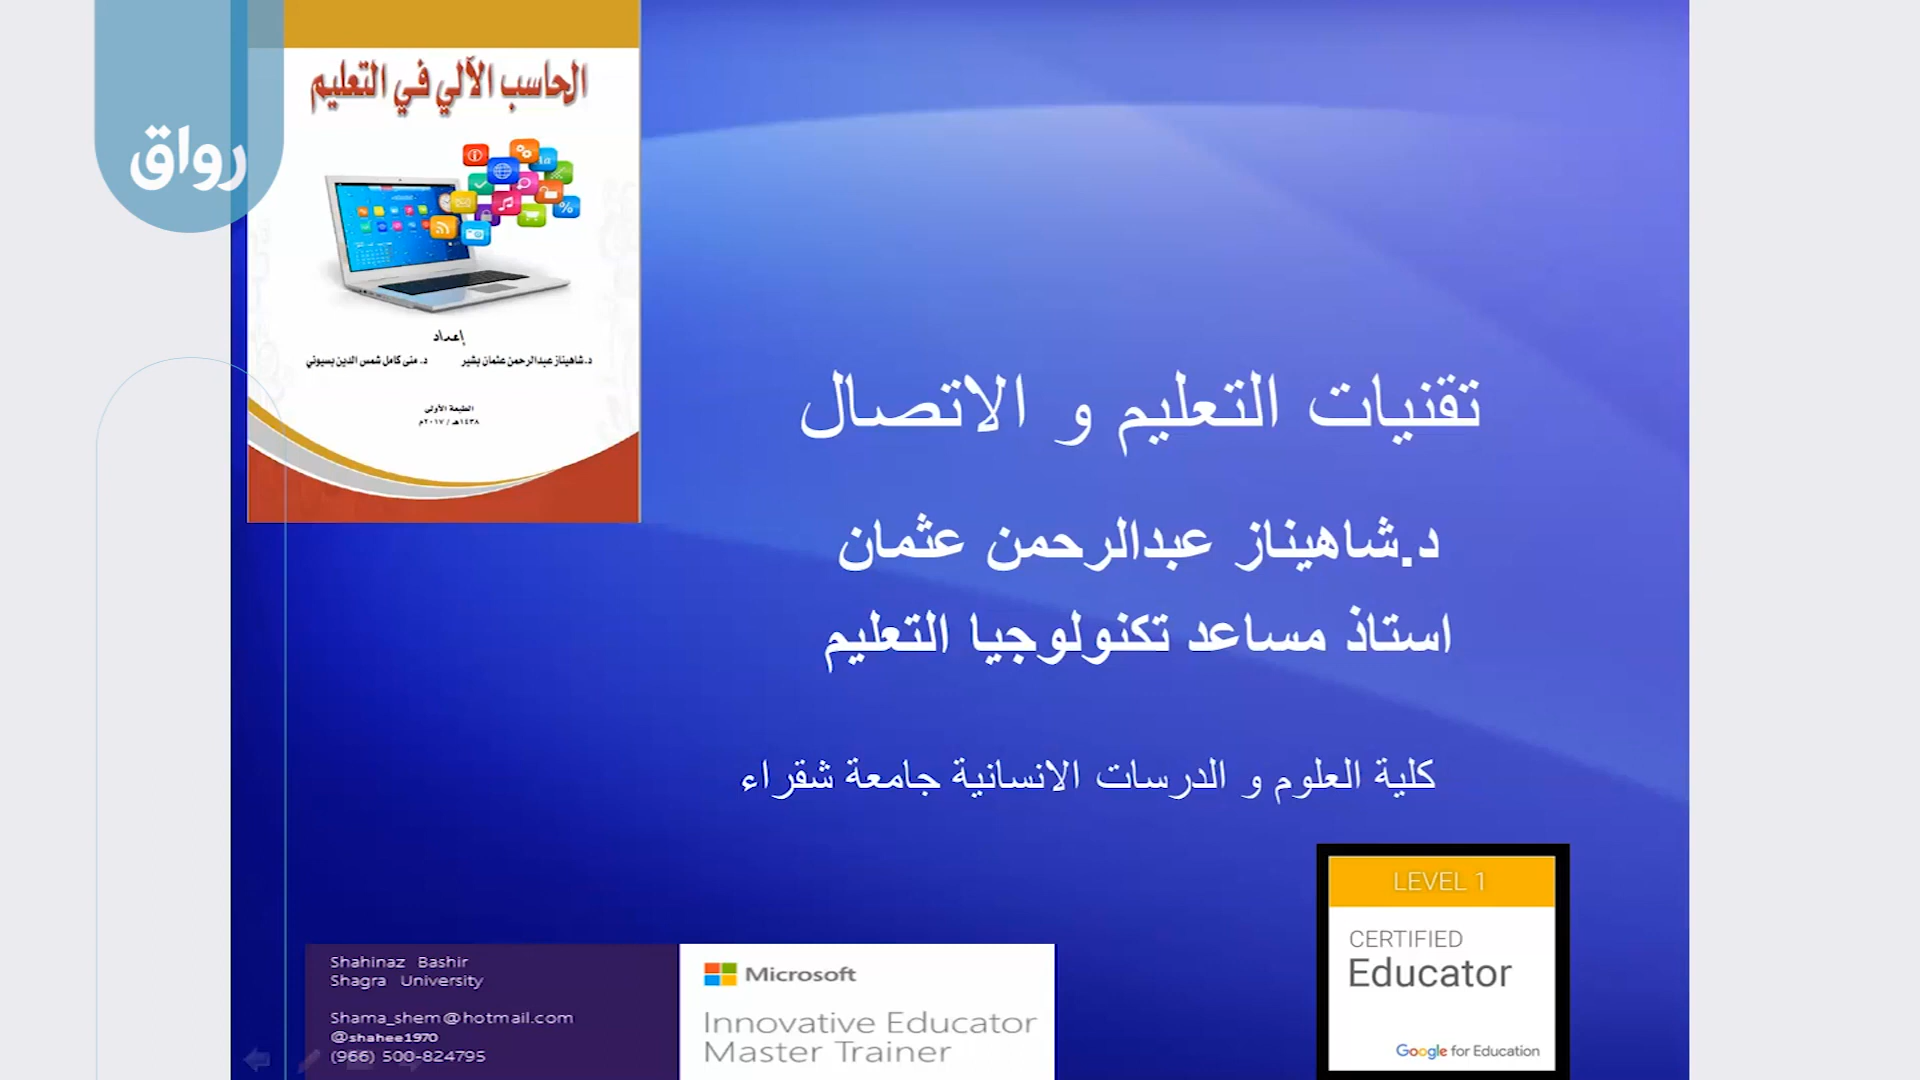 رواق
الحاسب الآلي في التعليم
إعداد
د.شاهيناز عبدالرحمن عثمان بشير
د. منى كامل شمس الدين بسيوني
الطبعة الأولى
١٤٣٨هـ / ٢٠١٧م
تقنيات التعليم و الاتصال
د.شاهيناز عبدالرحمن عثمان
استاذ مساعد تكنولوجيا التعليم
كلية العلوم و الدرسات الانسانية جامعة شقراء
Shahinaz Bashir
Shagra University
Shama_shem@hotmail.com
@shahee1970
(966) 500-824795
Microsoft
Innovative Educator
Master Trainer
LEVEL 1
CERTIFIED
Educator
Google for Education